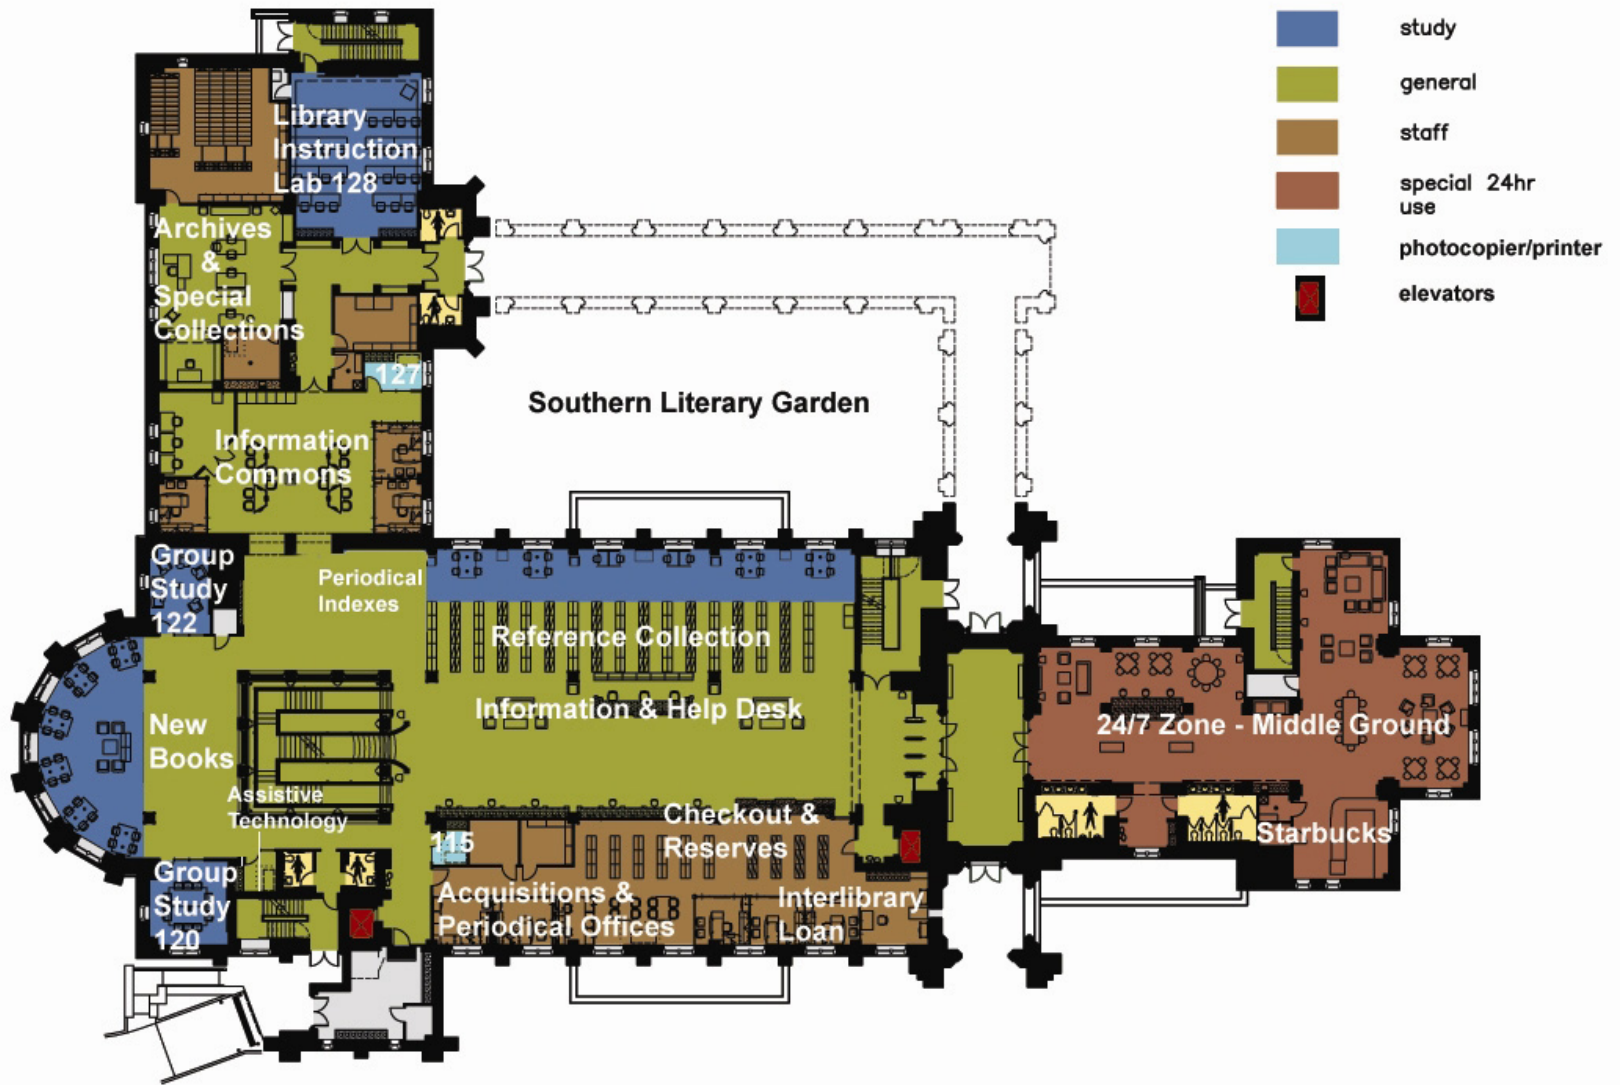 study
general
staff
special 24hr
use
photocopier/printer
elevators
Library
Instruction
Lab 128
Archives
&
Special
Collections
127
Southern Literary Garden
Information
Commons
Group
Study
122
Periodical
Indexes
Reference Collection
Information & Help Desk
New
Books
24/7 Zone - Middle Ground
Assistive
Technology
Checkout &
Reserves
115
Starbucks
Group
Study
120
Acquisitions &
Periodical Offices
Interlibrary
Loan